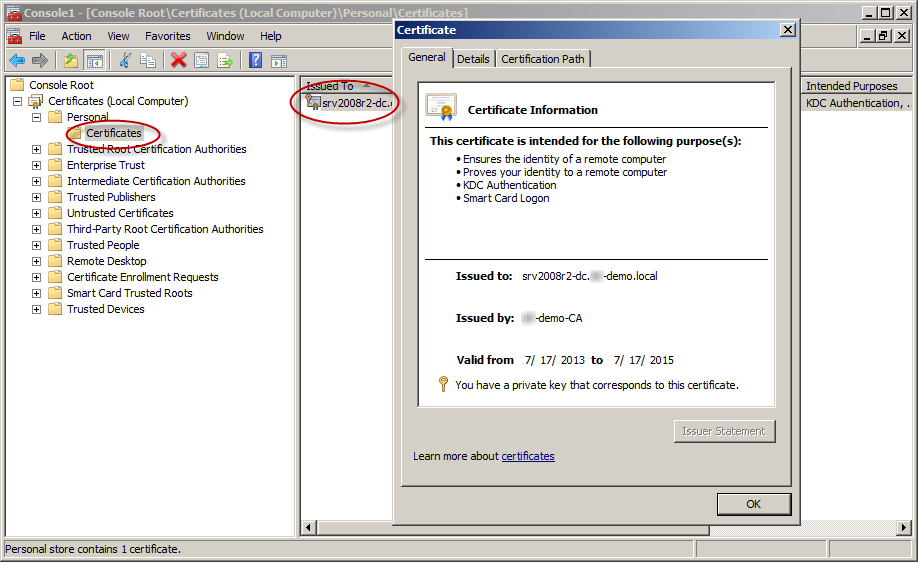 Console1 - [Console Root\Certificates (Local Computer)\Personal\Certificates]
File Action View Favorites Window Help
Console Root
Certificates (Local Computer)
Personal
Certificates
Trusted Root Certification Authorities
Enterprise Trust
Intermediate Certification Authorities
Trusted Publishers
Untrusted Certificates
Third-Party Root Certification Authorities
Trusted People
Remote Desktop
Certificate Enrollment Requests
Smart Card Trusted Roots
Trusted Devices
Issued To
srv2008r2-dc.
Intended Purposes
KDC Authentication, .
Certificate
General Details Certification Path
Certificate Information
This certificate is intended for the following purpose(s):
• Ensures the identity of a remote computer
• Proves your identity to a remote computer
• KDC Authentication
• Smart Card Logon
Issued to: srv2008r2-dc. -demo.local
Issued by: -demo-CA
Valid from 7/ 17/ 2013 to 7/ 17/ 2015
You have a private key that corresponds to this certificate.
Issuer Statement
Learn more about certificates
OK
Personal store contains 1 certificate.